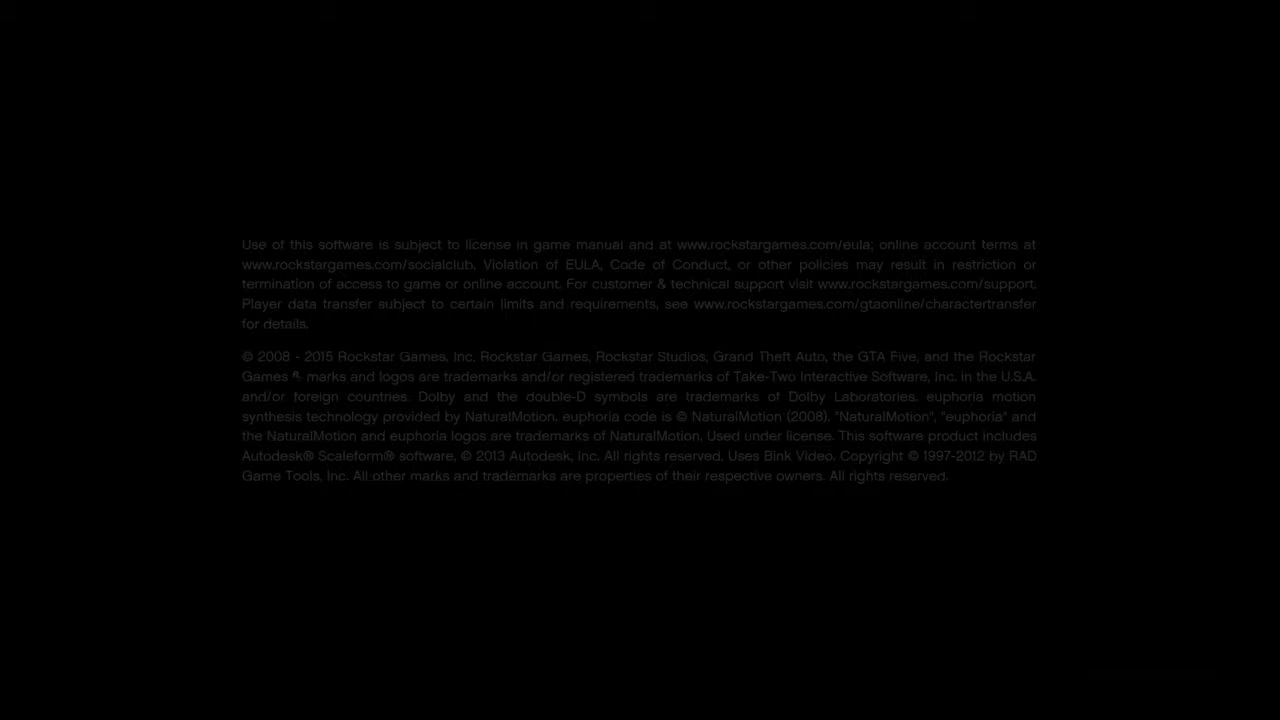 Use of this software is subject to license in game manual and at www.rockstargames.com/eula; online account terms at
www.rockstargames.com/socialclub. Violation of EULA, Code of Conduct, or other policies may result in restriction or
termination of access to game or online account. For customer & technical support visit www.rockstargames.com/support.
Player data transfer subject to certain limits and requirements, see www.rockstargames.com/gtaonline/charactertransfer
for details.
© 2008 - 2015 Rockstar Games, Inc. Rockstar Games, Rockstar Studios, Grand Theft Auto, the GTA Five, and the Rockstar
Games R* marks and logos are trademarks and/or registered trademarks of Take-Two Interactive Software, Inc. in the U.S.A.
and/or foreign countries. Dolby and the double-D symbols are trademarks of Dolby Laboratories. euphoria motion
synthesis technology provided by NaturalMotion. euphoria code is © NaturalMotion (2008). "NaturalMotion", "euphoria" and
the NaturalMotion and euphoria logos are trademarks of NaturalMotion. Used under license. This software product includes
Autodesk® Scaleform® software, © 2013 Autodesk, Inc. All rights reserved. Uses Bink Video. Copyright © 1997-2012 by RAD
Game Tools, Inc. All other marks and trademarks are properties of their respective owners. All rights reserved.